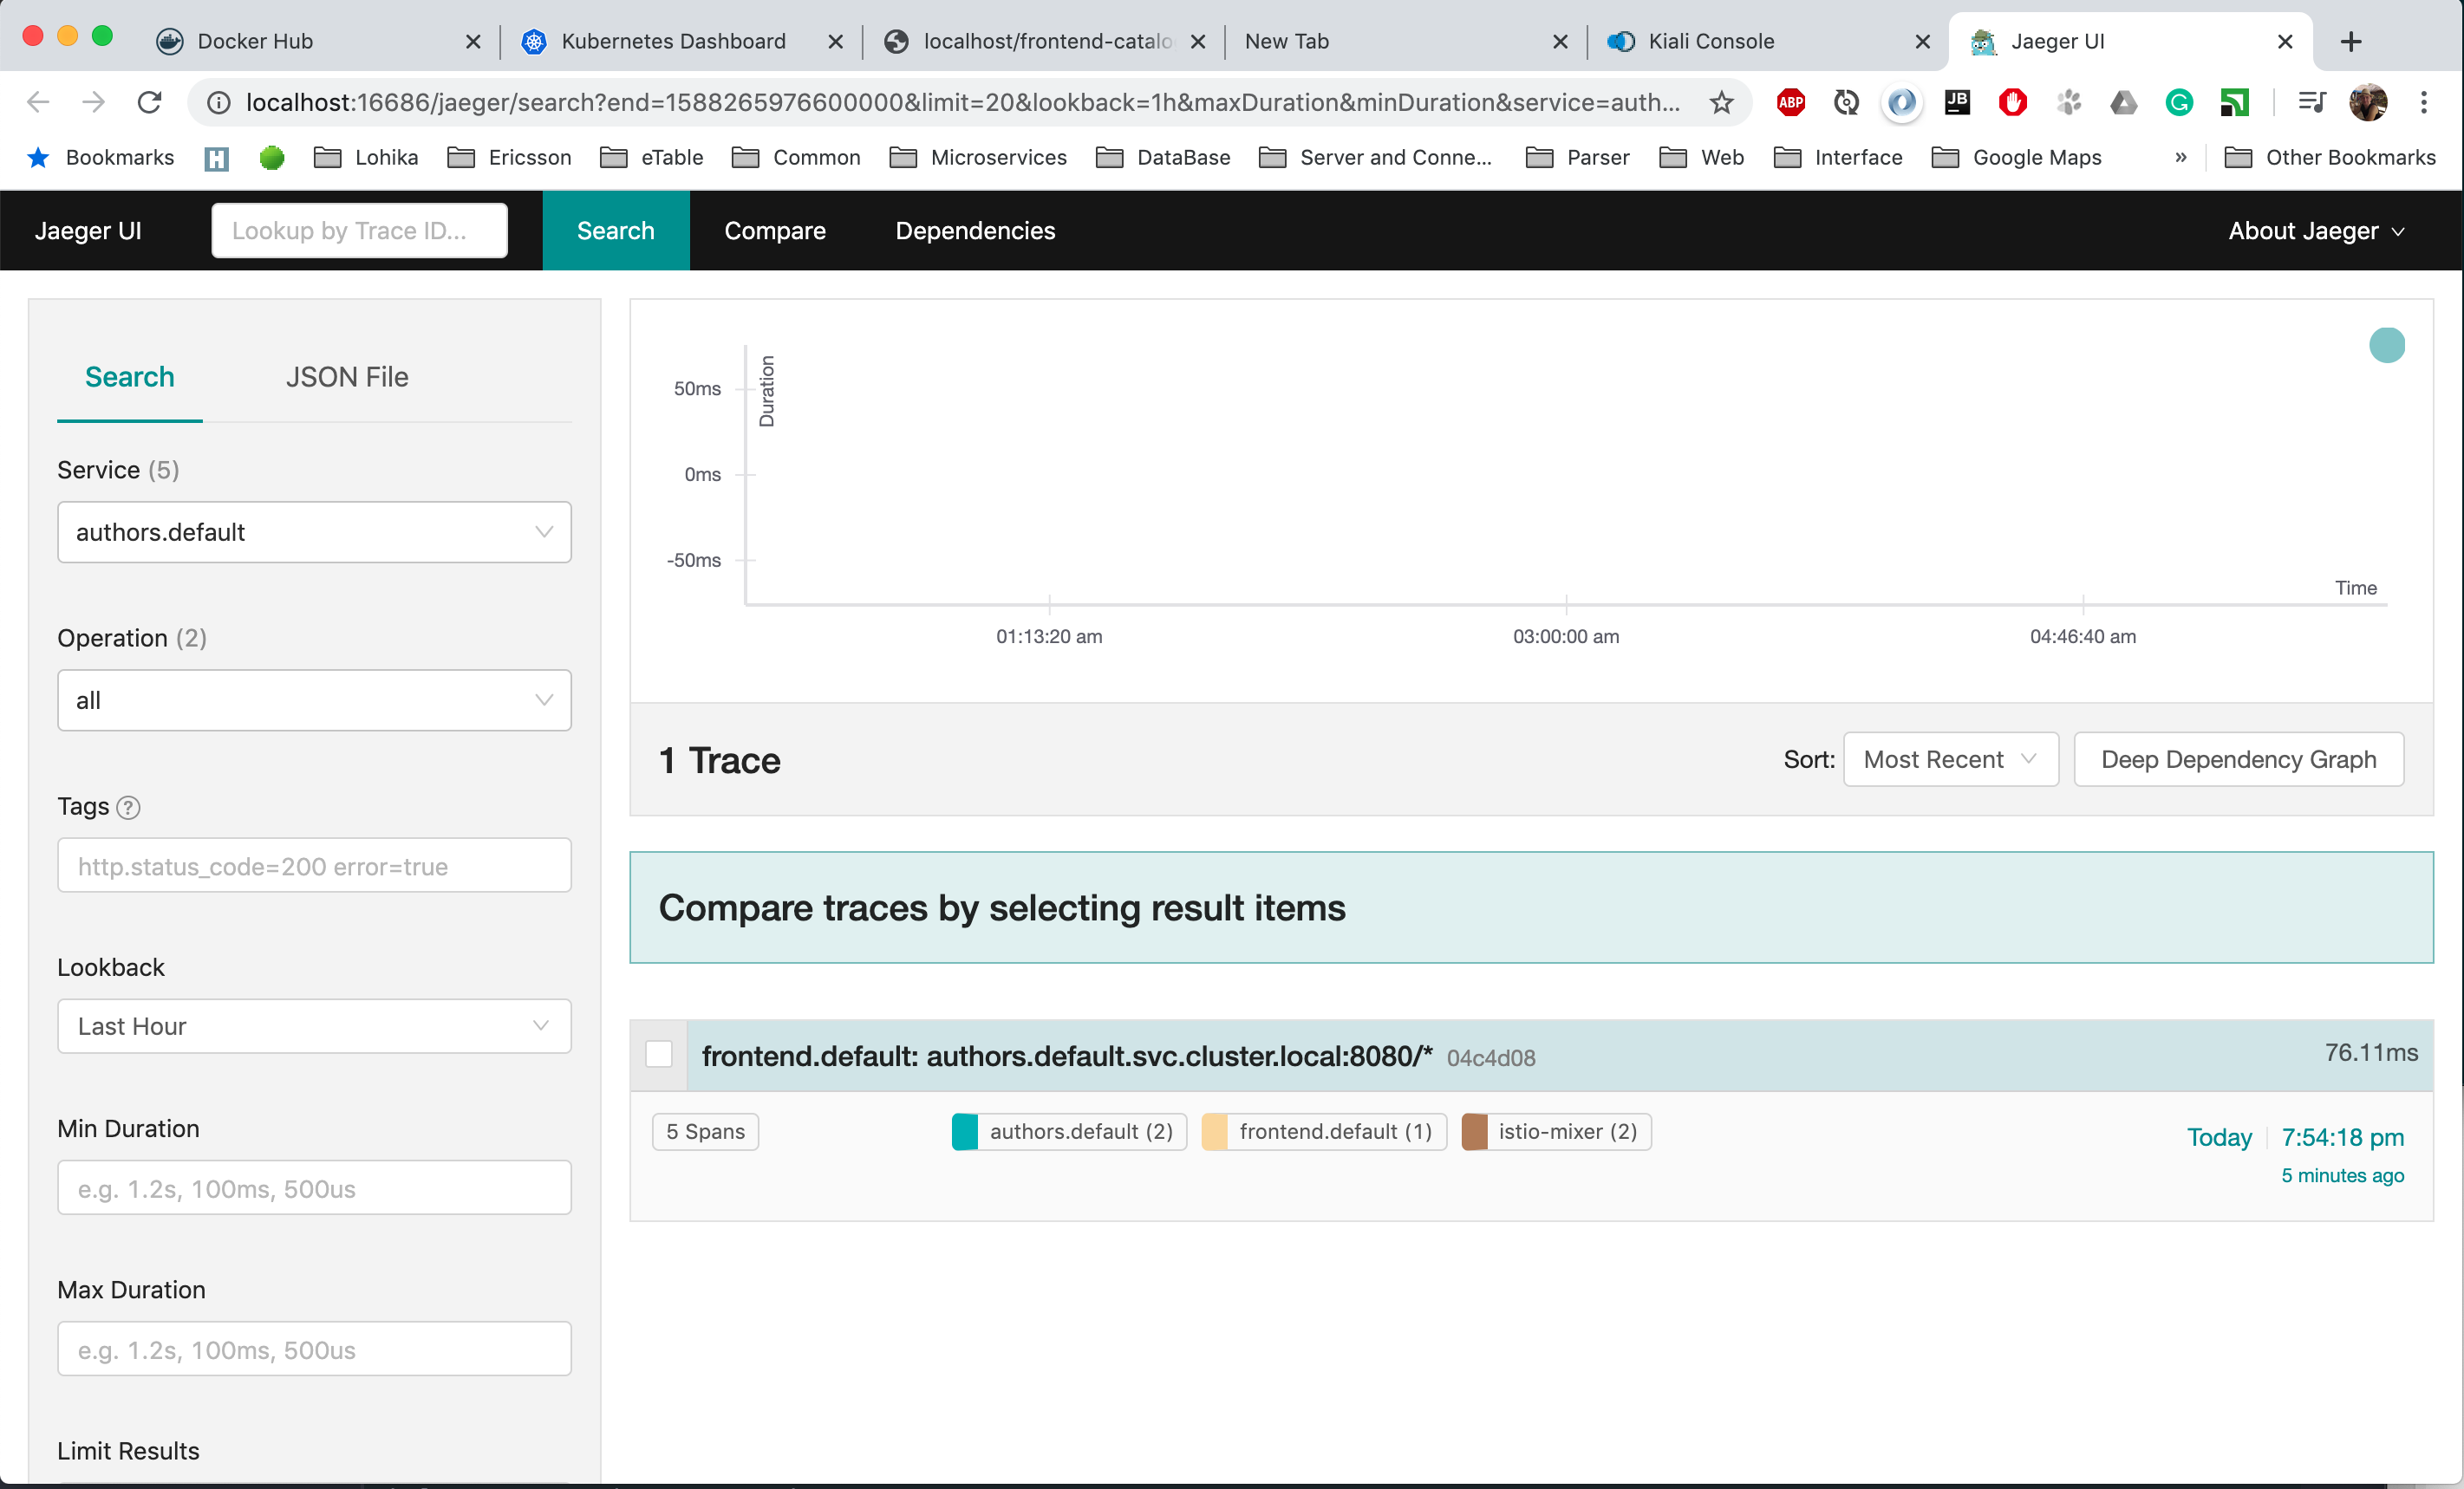 Docker Hub
Kubernetes Dashboard
localhost/frontend-catalo
New Tab
Kiali Console
Jaeger UI
localhost:16686/jaeger/search?end=1588265976600000&limit=20&lookback=1h&maxDuration&minDuration&service=auth...
ABP
JB
Bookmarks
H
Lohika
Ericsson
eTable
Common
Microservices
DataBase
Server and Conne...
Parser
Web
Interface
Google Maps
»
Other Bookmarks
Jaeger UI
Lookup by Trace ID...
Search
Compare
Dependencies
About Jaeger
Search
JSON File
Service (5)
authors.default
Operation (2)
all
Tags ?
http.status_code=200 error=true
Lookback
Last Hour
Min Duration
e.g. 1.2s, 100ms, 500us
Max Duration
e.g. 1.2s, 100ms, 500us
Limit Results
Duration
50ms
0ms
-50ms
Time
01:13:20 am
03:00:00 am
04:46:40 am
1 Trace
Sort:
Most Recent
Deep Dependency Graph
Compare traces by selecting result items
frontend.default: authors.default.svc.cluster.local:8080/* 04c4d08
76.11ms
5 Spans
authors.default (2)
frontend.default (1)
istio-mixer (2)
Today
7:54:18 pm
5 minutes ago